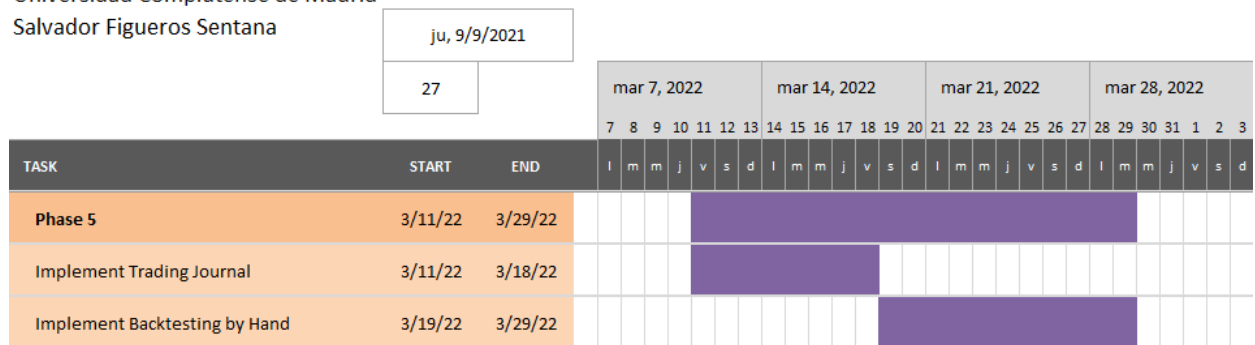 Universidad Complutense de Madrid
Salvador Figueros Sentana
ju, 9/9/2021
27
mar 7, 2022 mar 14, 2022 mar 21, 2022 mar 28, 2022
7 8 9 10 11 12 13 14 15 16 17 18 19 20 21 22 23 24 25 26 27 28 29 30 31 1 2 3
TASK START END l m m j v s d l m m j v s d l m m j v s d l m m j v s d
Phase 5 3/11/22 3/29/22
Implement Trading Journal 3/11/22 3/18/22
Implement Backtesting by Hand 3/19/22 3/29/22